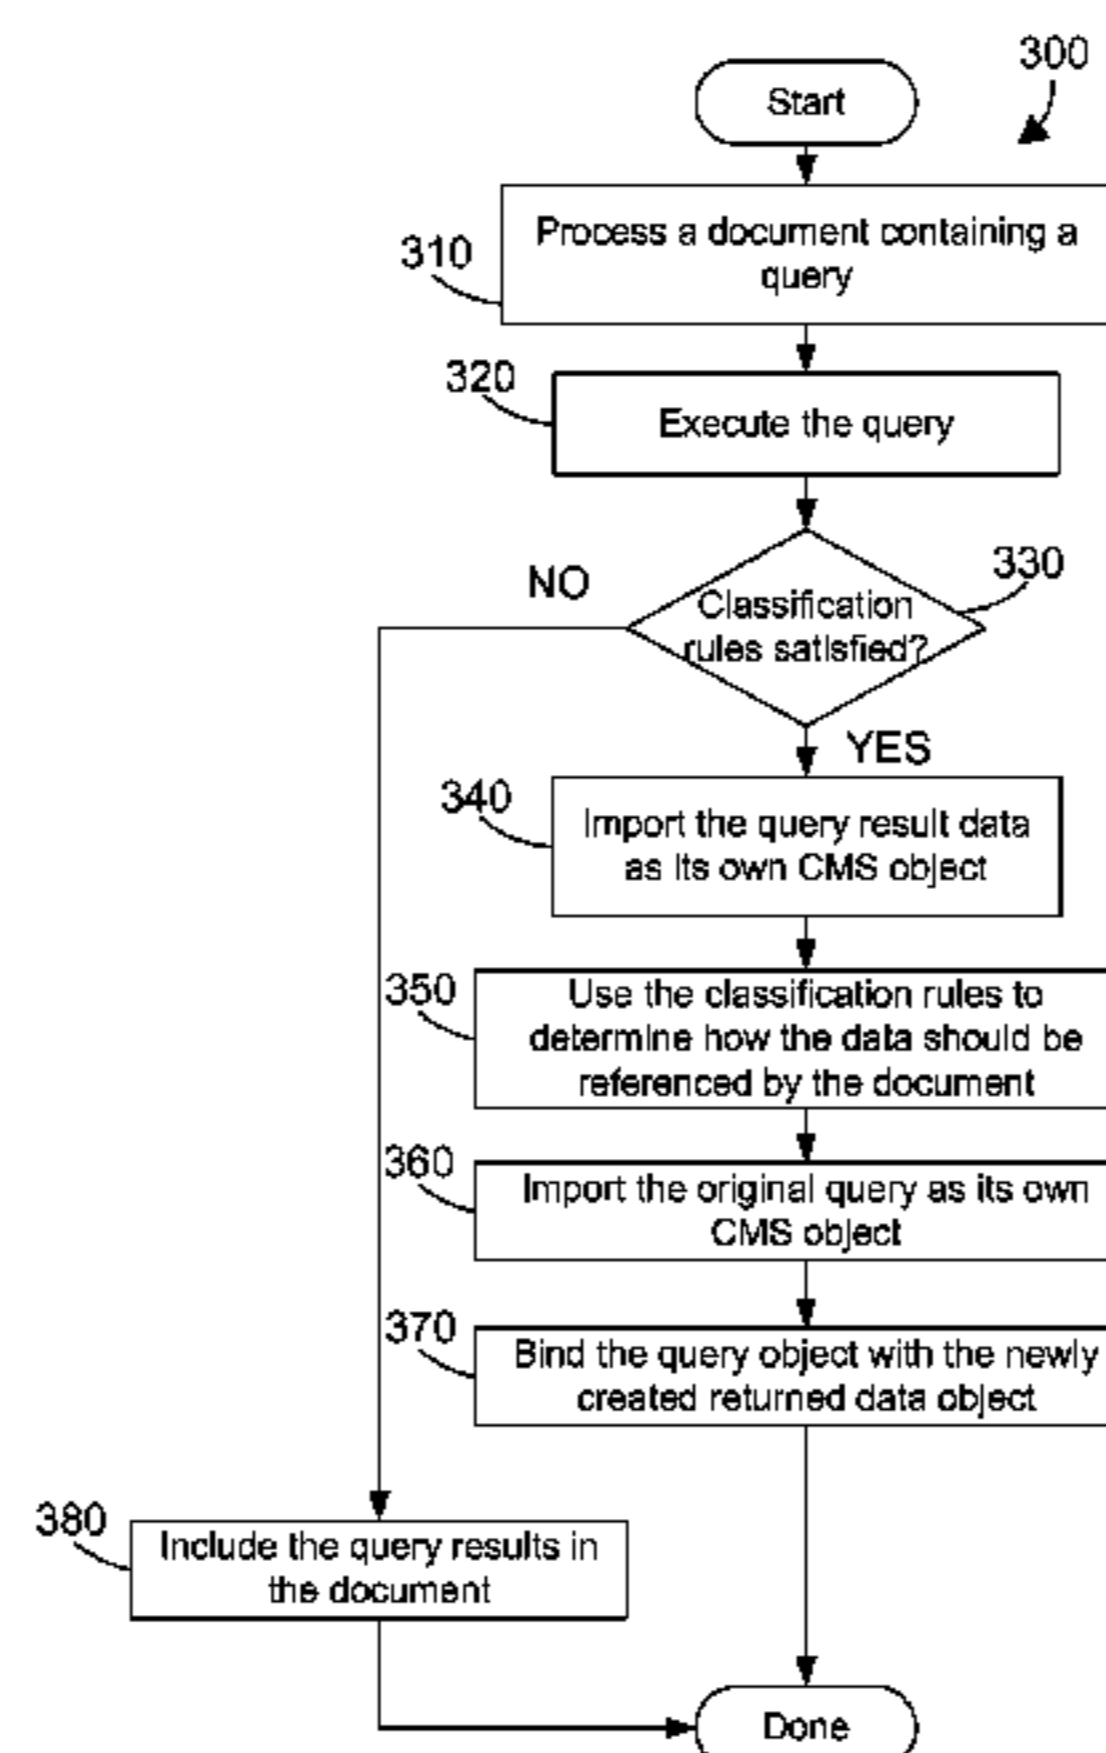 300
Start
310
Process a document containing a
query
320
Execute the query
NO
330
Classification
rules satisfied?
YES
340
Import the query result data
as its own CMS object
350
Use the classification rules to
determine how the data should be
referenced by the document
360
Import the original query as its own
CMS object
370
Bind the query object with the newly
created returned data object
380
Include the query results in
the document
Done